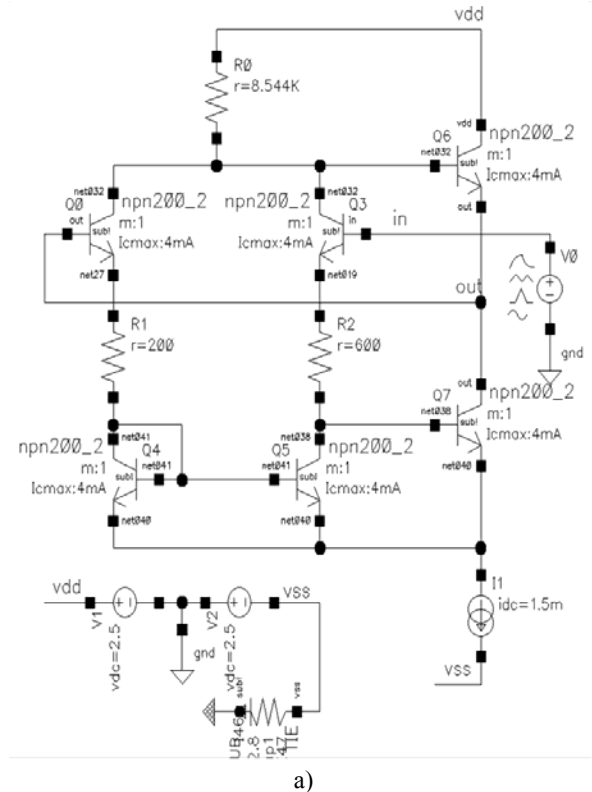 vdd
R0
r=8.544K
vdd
Q6
npn200_2
net032
m:1
subl
Icmax:4mA
out
net032
npn200_2
Q0
out
m:1
subl
Icmax:4mA
net27
net032
npn200_2
Q3
in
in
m:1
subl
Icmax:4mA
net019
V0
out
gnd
R1
r=200
R2
r=600
out
npn200_2
Q7
net038
m:1
subl
Icmax:4mA
net040
net041
npn200_2
Q4
m:1
net041
subl
Icmax:4mA
net040
net038
npn200_2
Q5
m:1
net041
subl
Icmax:4mA
net040
I1
idc=1.5m
VSS
vdd
V1
vdc=2.5
gnd
V2
vdc=2.5
VSS
subl
vss
2.8
TIE
a)